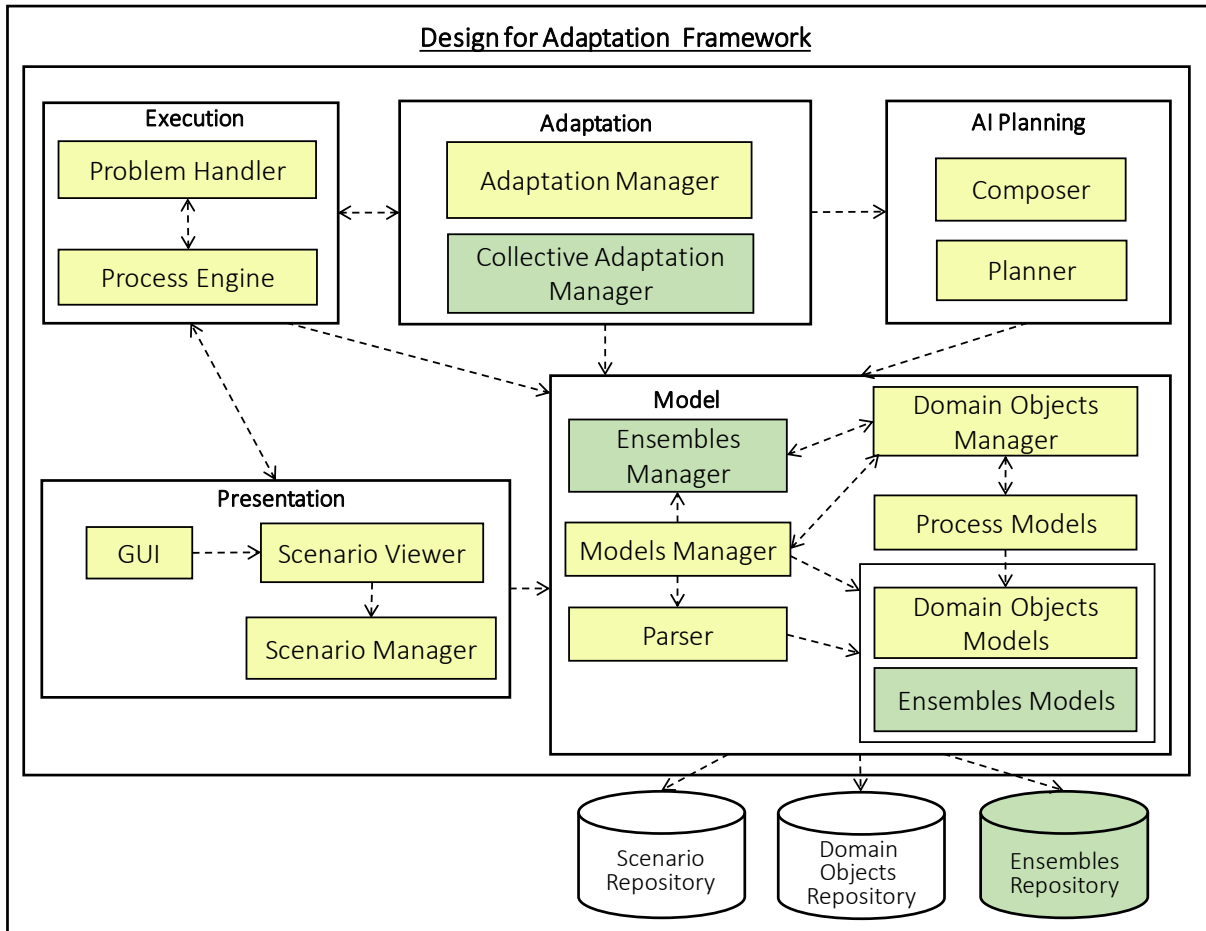 Design for Adaptation Framework
Execution
Problem Handler
Process Engine
Adaptation
Adaptation Manager
Collective Adaptation
Manager
AI Planning
Composer
Planner
Presentation
GUI
Scenario Viewer
Scenario Manager
Model
Ensembles
Manager
Models Manager
Parser
Domain Objects
Manager
Process Models
Domain Objects
Models
Ensembles Models
Scenario
Repository
Domain
Objects
Repository
Ensembles
Repository